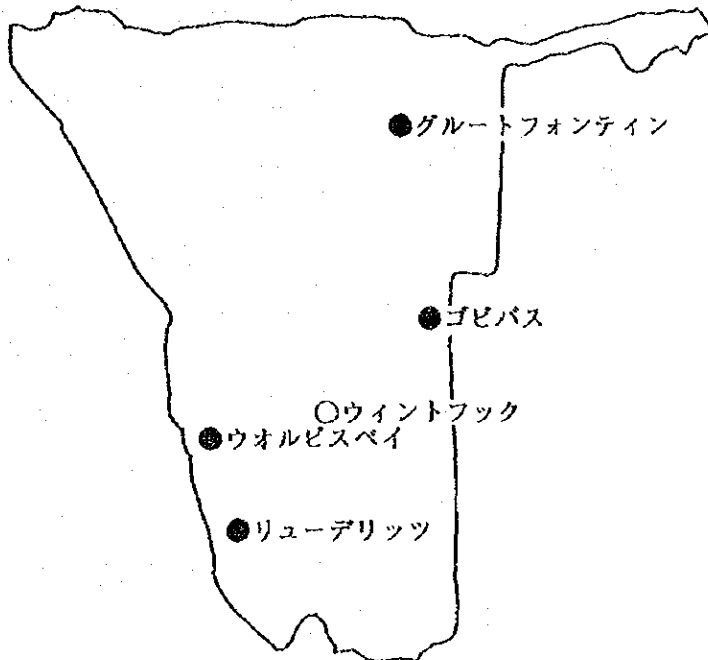 グルートフォンティン
ゴビバス
ウィントフック
ウオルビスベイ
リューデリッツ